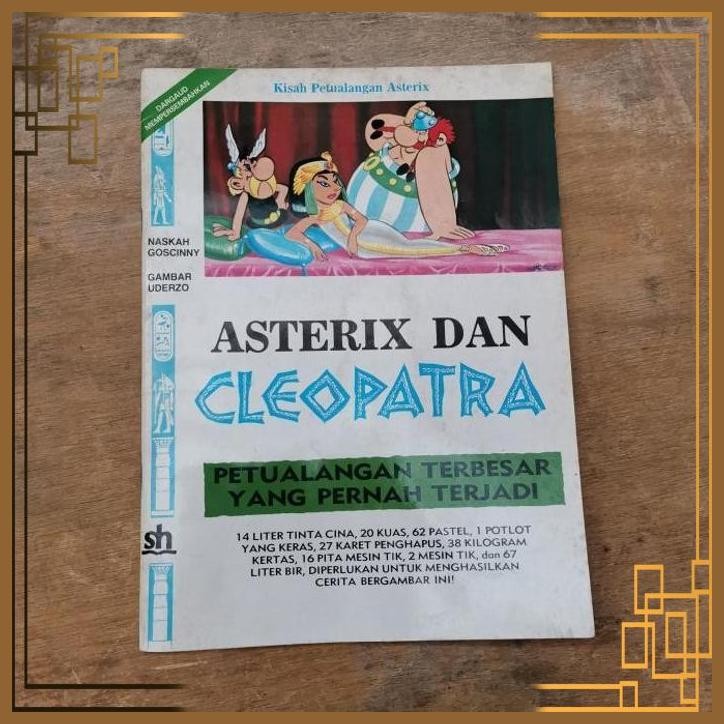 DARGAUD
MEMPERSEMBAHKAN
Kisah Petualangan Asterix
NASKAH
GOSCINNY
GAMBAR
UDERZO
ASTERIX DAN
CLEOPATRA
PETUALANGAN TERBESAR
YANG PERNAH TERJADI
14 LITER TINTA CINA, 20 KUAS, 62 PASTEL, 1 POTLOT
YANG KERAS, 27 KARET PENGHAPUS, 38 KILOGRAM
KERTAS, 16 PITA MESIN TIK, 2 MESIN TIK, dan 67
LITER BIR, DIPERLUKAN UNTUK MENGHASILKAN
CERITA BERGAMBAR INI!
sh